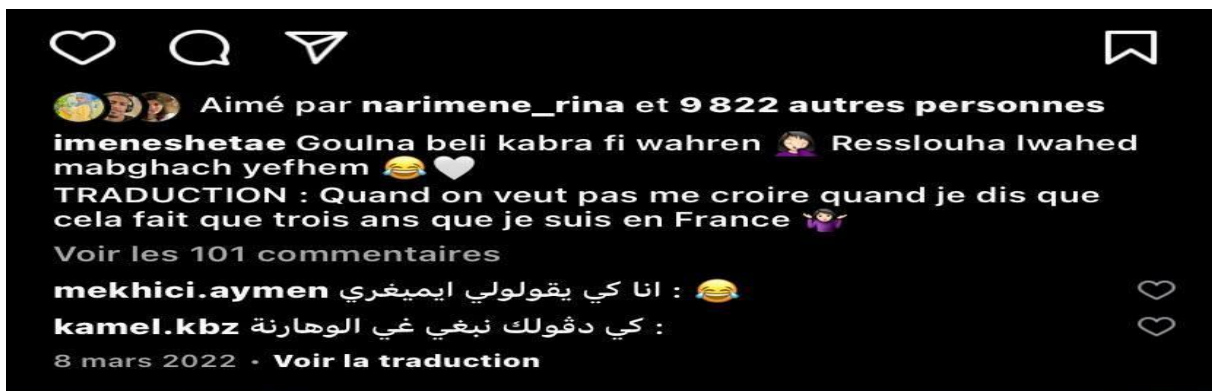 Aimé par narimene_rina et 9 822 autres personnes
imeneshetae Goulna beli kabra fi wahren 🤦🏻‍♀️ Resslouha lwahed
mabghach yefhem 😂🤍
TRADUCTION : Quand on veut pas me croire quand je dis que
cela fait que trois ans que je suis en France 🤷🏻‍♀️
Voir les 101 commentaires
mekhici.aymen انا كي يقولولي ايميغري : 😂
kamel.kbz كي دڨولك نبغي غي الوهارنة :
8 mars 2022 · Voir la traduction